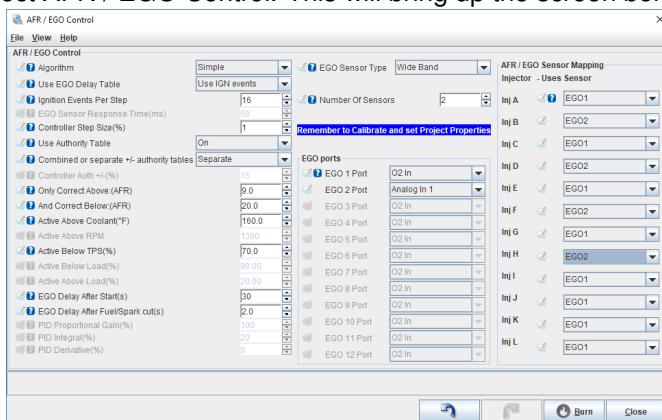 ect AFR / EGO Control. This will bring up the screen bel
AFR / EGO Control
File View Help
AFR / EGO Control
Algorithm Simple
Use EGO Delay Table Use IGN events
Ignition Events Per Step 16
EGO Sensor Response Time(ms) 50
Controller Step Size(%) 1
Use Authority Table On
Combined or separate +/- authority tables Separate
Controller Auth +/-(%) 15
Only Correct Above:(AFR) 9.0
And Correct Below:(AFR) 20.0
Active Above Coolant(°F) 160.0
Active Above RPM 1300
Active Below TPS(%) 70.0
Active Below Load(%) 90.00
Active Above Load(%) 20.00
EGO Delay After Start(s) 30
EGO Delay After Fuel/Spark cut(s) 2.0
PID Proportional Gain(%) 100
PID Integral(%) 20
PID Derivative(%) 0
EGO Sensor Type Wide Band
Number Of Sensors 2
Remember to Calibrate and set Project Properties
EGO ports
EGO 1 Port O2 In
EGO 2 Port Analog In 1
EGO 3 Port O2 In
EGO 4 Port O2 In
EGO 5 Port O2 In
EGO 6 Port O2 In
EGO 7 Port O2 In
EGO 8 Port O2 In
EGO 9 Port O2 In
EGO 10 Port O2 In
EGO 11 Port O2 In
EGO 12 Port O2 In
AFR / EGO Sensor Mapping
Injector - Uses Sensor
Inj A EGO1
Inj B EGO2
Inj C EGO1
Inj D EGO2
Inj E EGO1
Inj F EGO2
Inj G EGO1
Inj H EGO2
Inj I EGO1
Inj J EGO1
Inj K EGO1
Inj L EGO1
Burn
Close